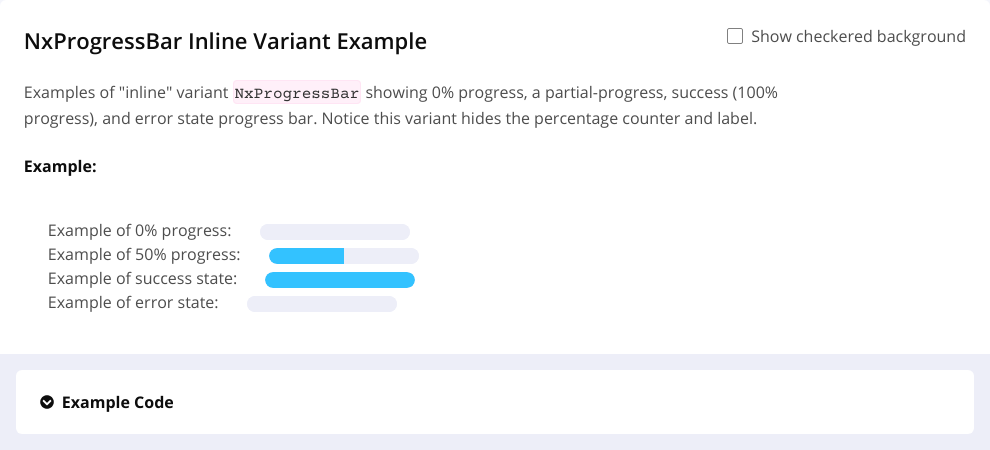 NxProgressBar Inline Variant Example
Show checkered background
Examples of "inline" variant NxProgressBar showing 0% progress, a partial-progress, success (100%
progress), and error state progress bar. Notice this variant hides the percentage counter and label.
Example:
Example of 0% progress:
Example of 50% progress:
Example of success state:
Example of error state:
Example Code